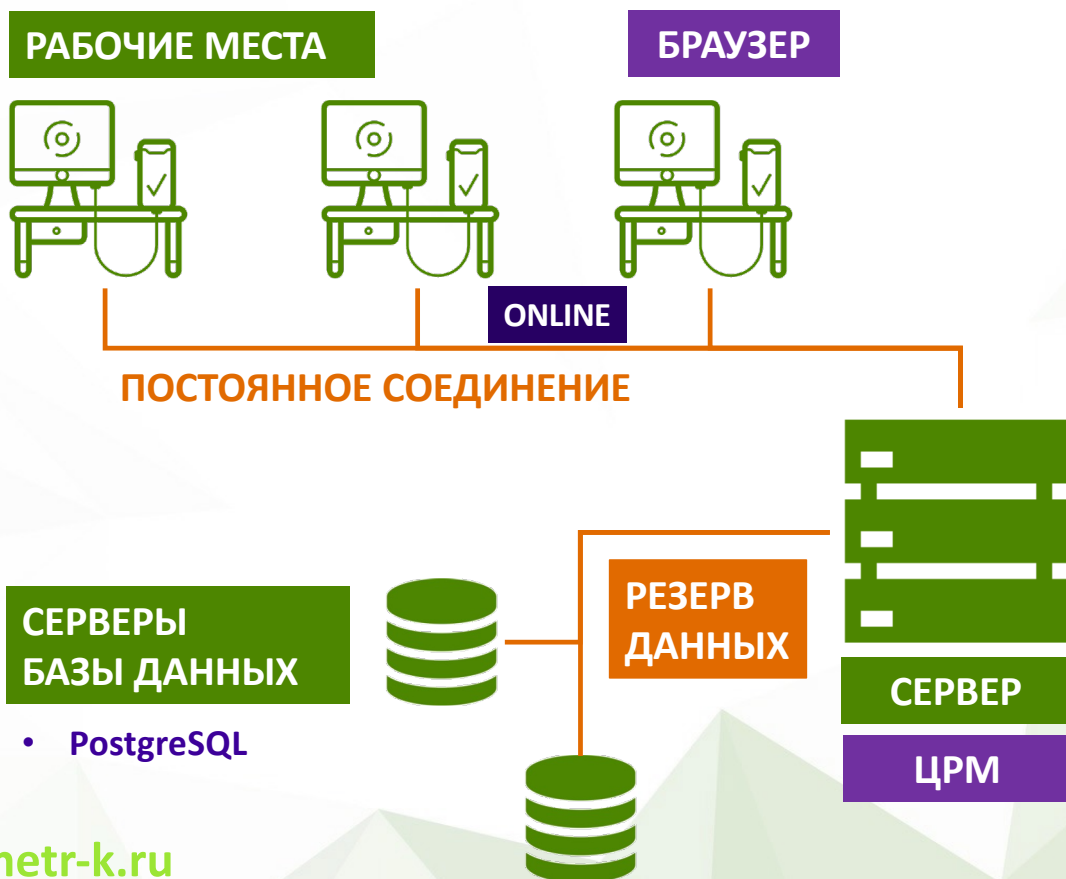 РАБОЧИЕ МЕСТА
БРАУЗЕР
ONLINE
ПОСТОЯННОЕ СОЕДИНЕНИЕ
СЕРВЕРЫ
БАЗЫ ДАННЫХ
РЕЗЕРВ
ДАННЫХ
СЕРВЕР
• PostgreSQL
ЦРМ
netr-k.ru